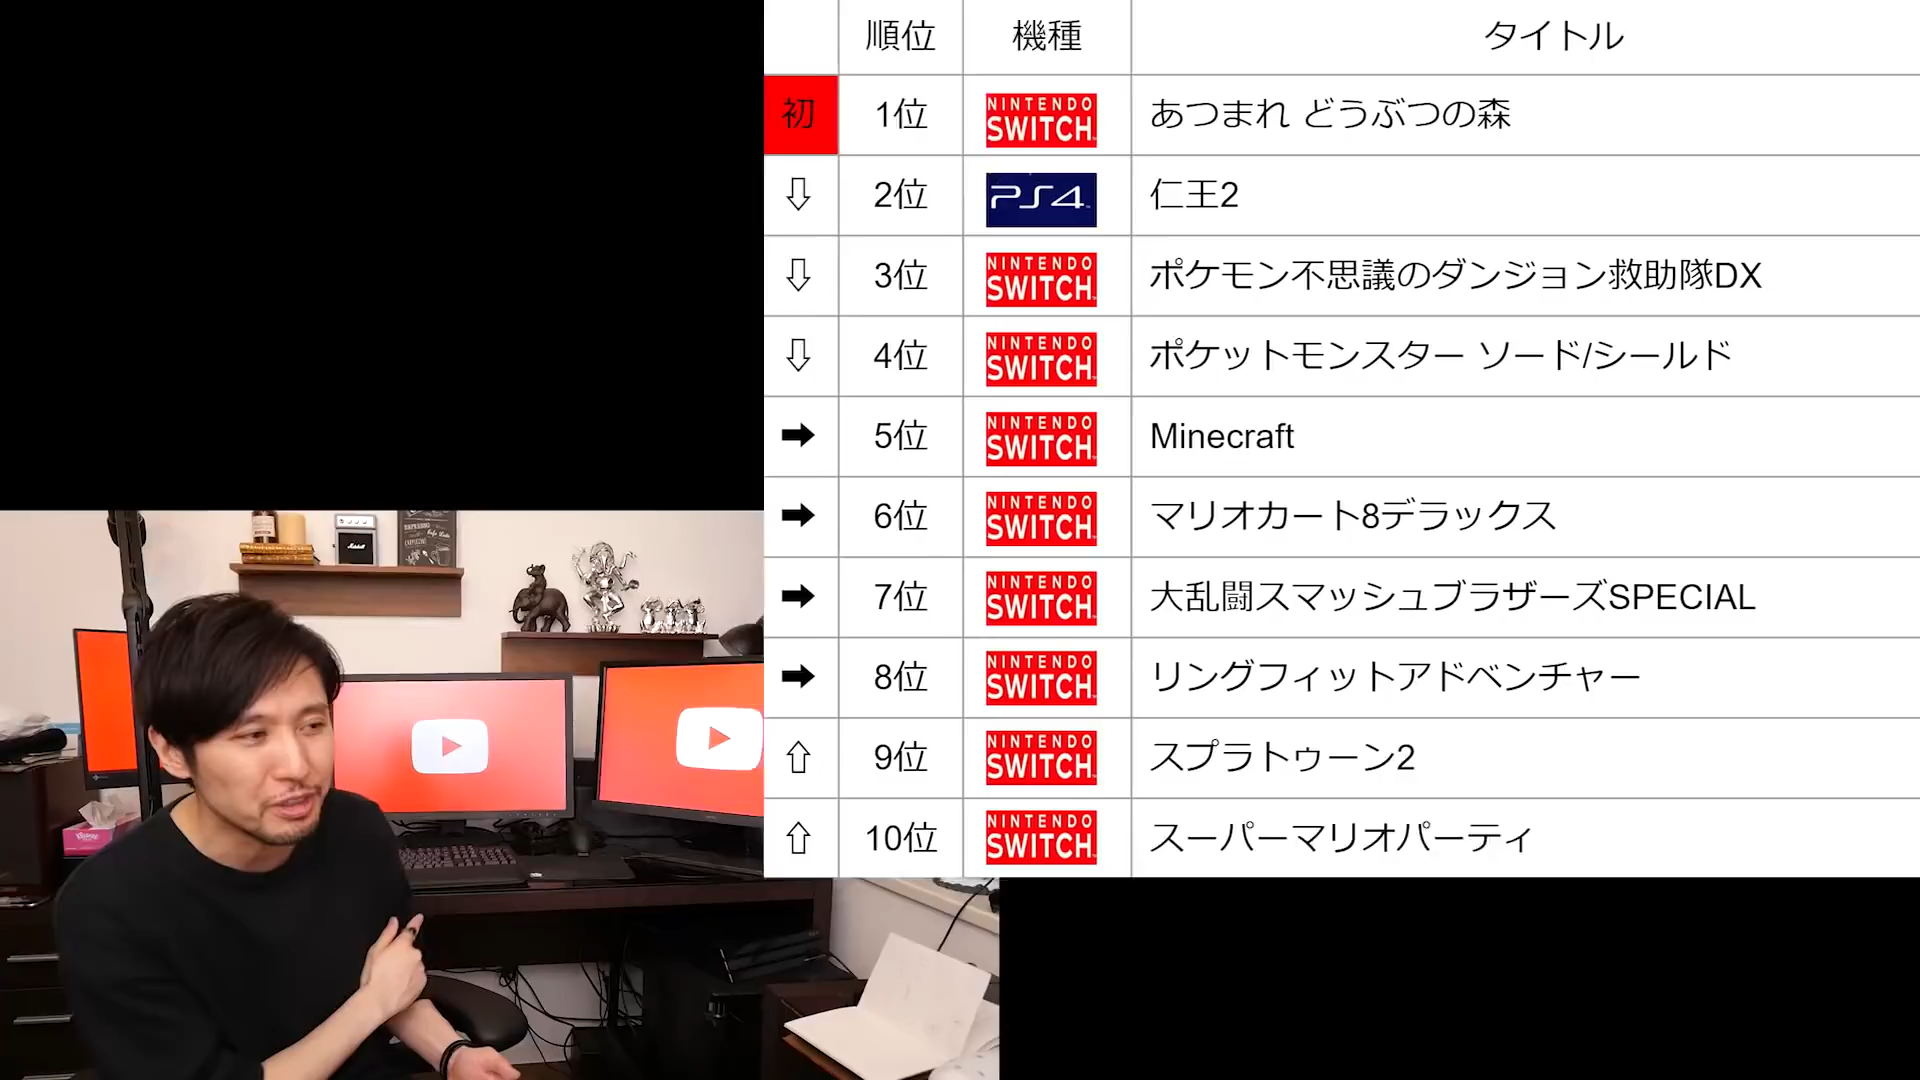 順位 機種 タイトル
初 1位 NINTENDO SWITCH あつまれ どうぶつの森
2位 PS4 仁王2
3位 NINTENDO SWITCH ポケモン不思議のダンジョン救助隊DX
4位 NINTENDO SWITCH ポケットモンスター ソード/シールド
5位 NINTENDO SWITCH Minecraft
6位 NINTENDO SWITCH マリオカート8デラックス
7位 NINTENDO SWITCH 大乱闘スマッシュブラザーズSPECIAL
8位 NINTENDO SWITCH リングフィットアドベンチャー
9位 NINTENDO SWITCH スプラトゥーン2
10位 NINTENDO SWITCH スーパーマリオパーティ
Marshall
ESPRESSO
Kleenex